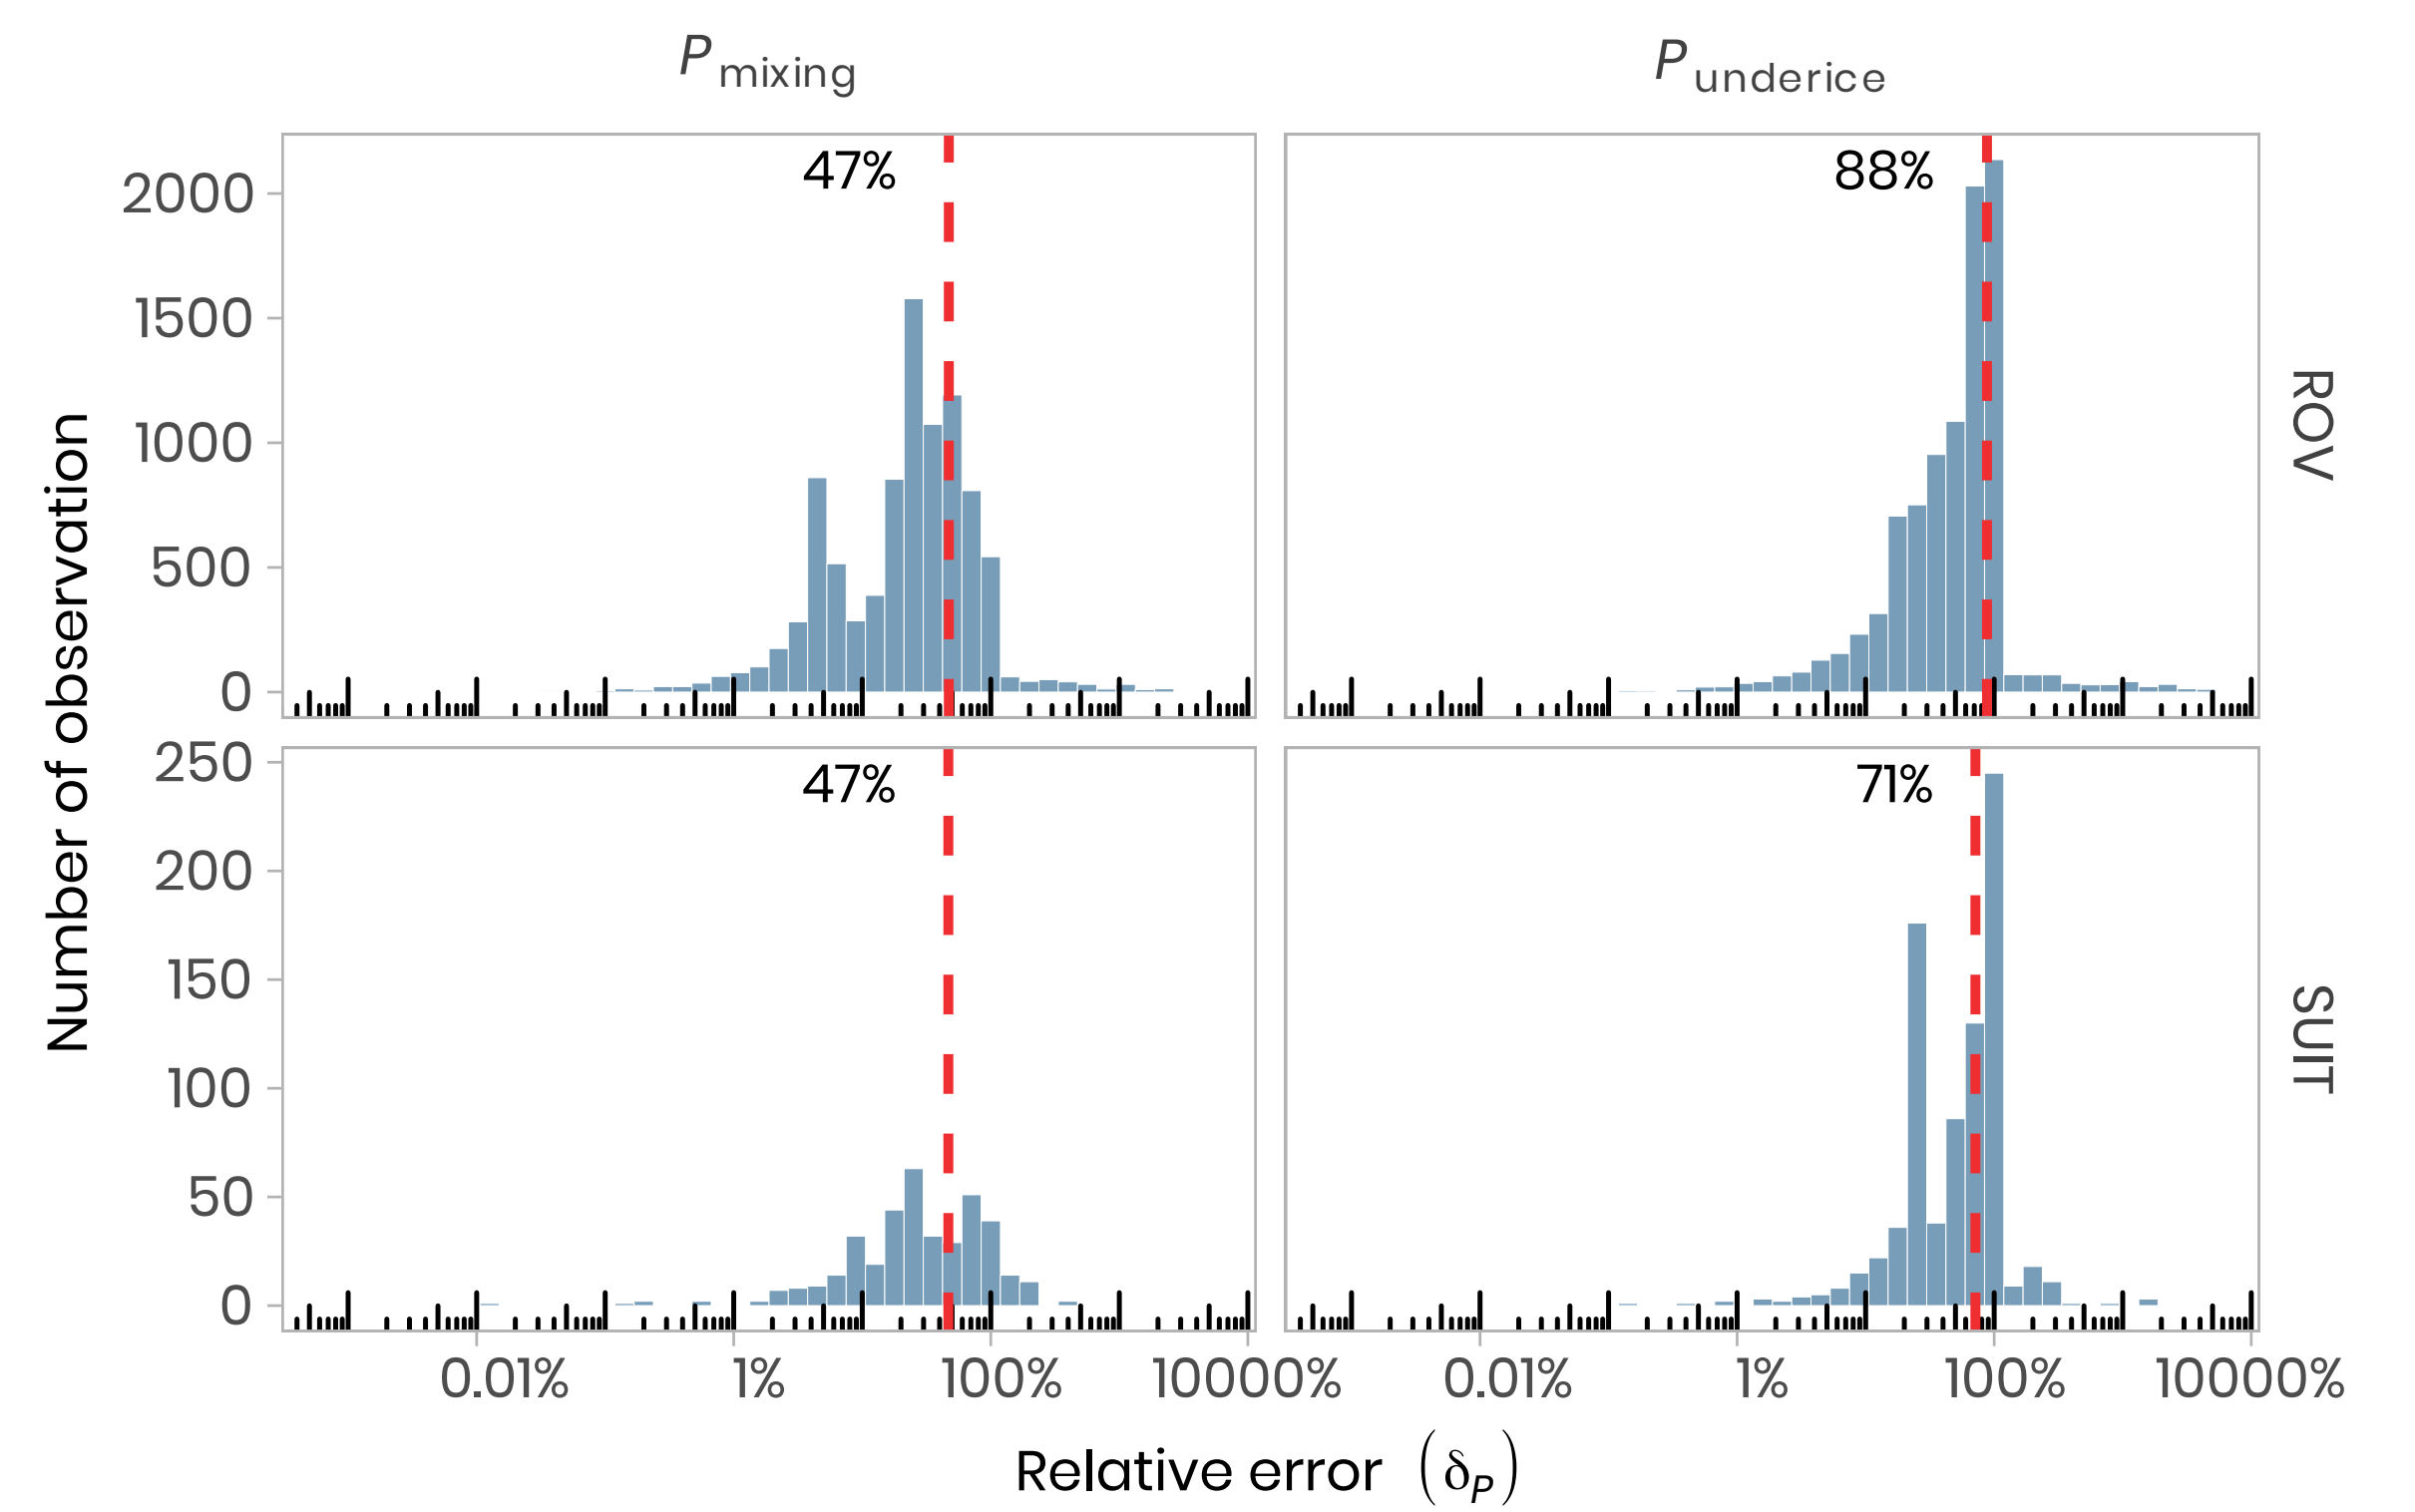 P mixing
P underice
47%
88%
2000
1500
1000
500
0
ROV
47%
71%
250
200
150
100
50
0
SUIT
Number of observation
0.01% 1% 100% 10000%
0.01% 1% 100% 10000%
Relative error (δP)